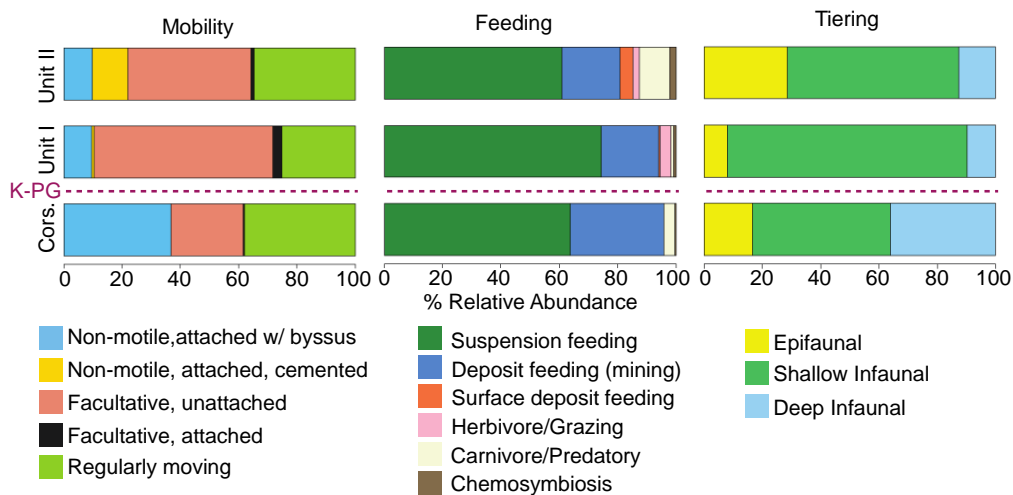 Mobility
Feeding
Tiering
Unit II
Unit I
K-PG
Cors.
0 20 40 60 80 100
0 20 40 60 80 100
0 20 40 60 80 100
% Relative Abundance
Non-motile,attached w/ byssus
Non-motile, attached, cemented
Facultative, unattached
Facultative, attached
Regularly moving
Suspension feeding
Deposit feeding (mining)
Surface deposit feeding
Herbivore/Grazing
Carnivore/Predatory
Chemosymbiosis
Epifaunal
Shallow Infaunal
Deep Infaunal